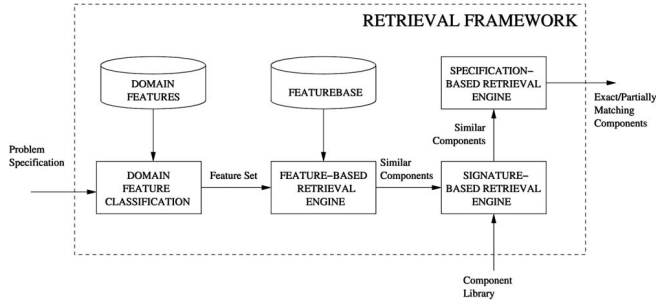 RETRIEVAL FRAMEWORK
DOMAIN
FEATURES
FEATUREBASE
SPECIFICATION-
BASED RETRIEVAL
ENGINE
Exact/Partially
Matching
Components
Similar
Components
Problem
Specification
DOMAIN
FEATURE
CLASSIFICATION
Feature Set
FEATURE-BASED
RETRIEVAL
ENGINE
Similar
Components
SIGNATURE-
BASED RETRIEVAL
ENGINE
Component
Library